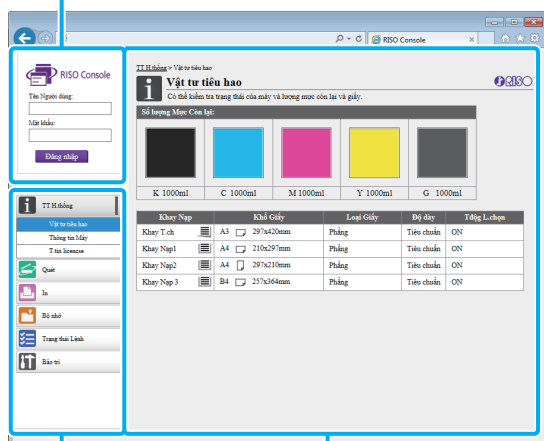 RISO Console
RISO Console
Tên Người dùng:
Mật khẩu:
Đăng nhập
TT H.thống
Vật tư tiêu hao
Thông tin Máy
T.tin licencse
Quét
In
Bộ nhớ
Trạng thái Lệnh
Bảo trì
TT H.thống > Vật tư tiêu hao
Vật tư tiêu hao
RISO
Có thể kiểm tra trạng thái của máy và lượng mực còn lại và giấy.
Số lượng Mực Còn lại:
K 1000ml C 1000ml M 1000ml Y 1000ml G 1000ml
Khay Nạp Khổ Giấy Loại Giấy Độ dày Tđộg L.chọn
Khay T.ch A3 297x420mm Phẳng Tiêu chuẩn ON
Khay Nạp1 A4 210x297mm Phẳng Tiêu chuẩn ON
Khay Nạp2 A4 297x210mm Phẳng Tiêu chuẩn ON
Khay Nạp 3 B4 257x364mm Phẳng Tiêu chuẩn ON